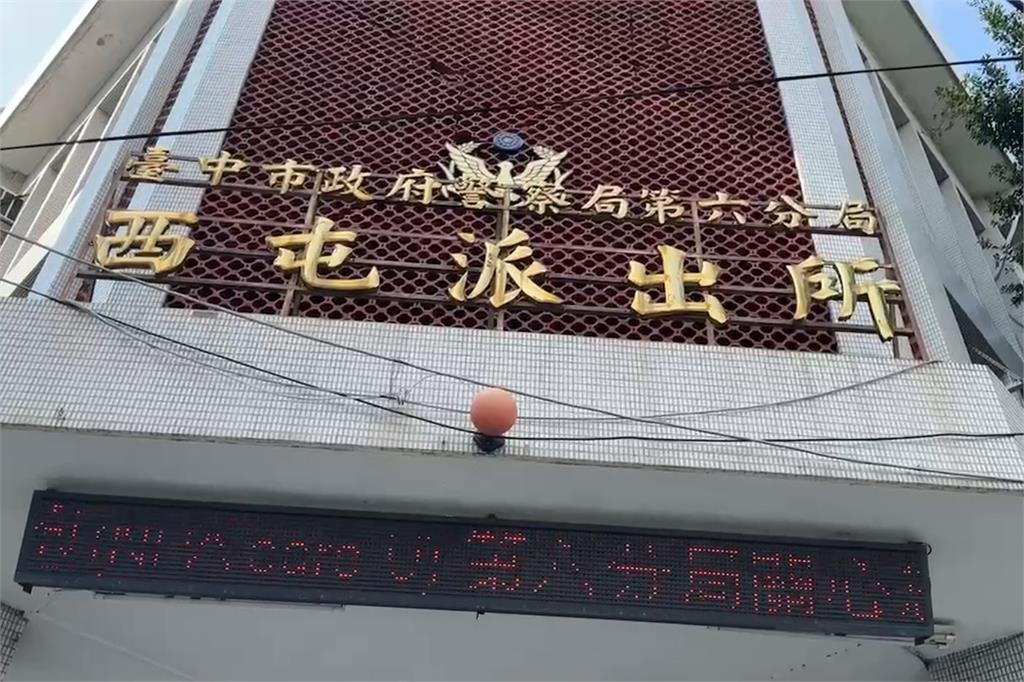 臺中市政府警察局第六分局
西屯派出所
care U, 第六分局關心